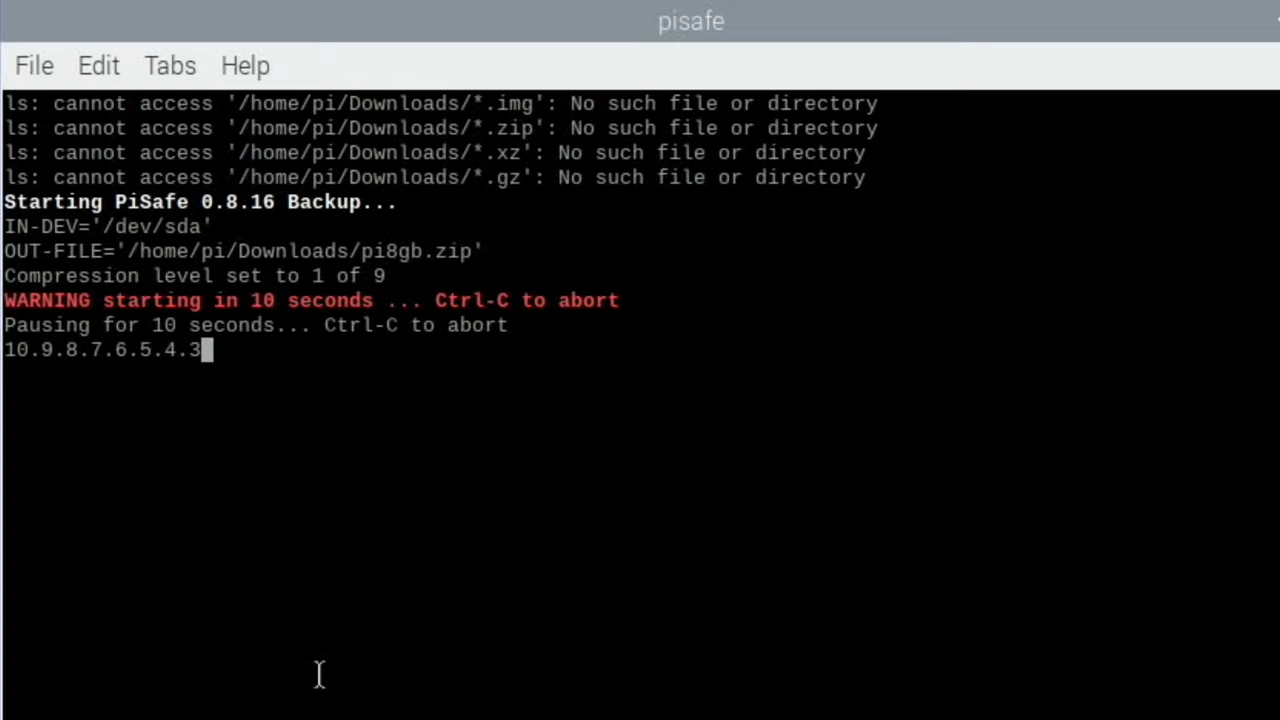 pisafe
File Edit Tabs Help
ls: cannot access '/home/pi/Downloads/*.img': No such file or directory
ls: cannot access '/home/pi/Downloads/*.zip': No such file or directory
ls: cannot access '/home/pi/Downloads/*.xz': No such file or directory
ls: cannot access '/home/pi/Downloads/*.gz': No such file or directory
Starting PiSafe 0.8.16 Backup...
IN-DEV='/dev/sda'
OUT-FILE='/home/pi/Downloads/pi8gb.zip'
Compression level set to 1 of 9
WARNING starting in 10 seconds ... Ctrl-C to abort
Pausing for 10 seconds... Ctrl-C to abort
10.9.8.7.6.5.4.3